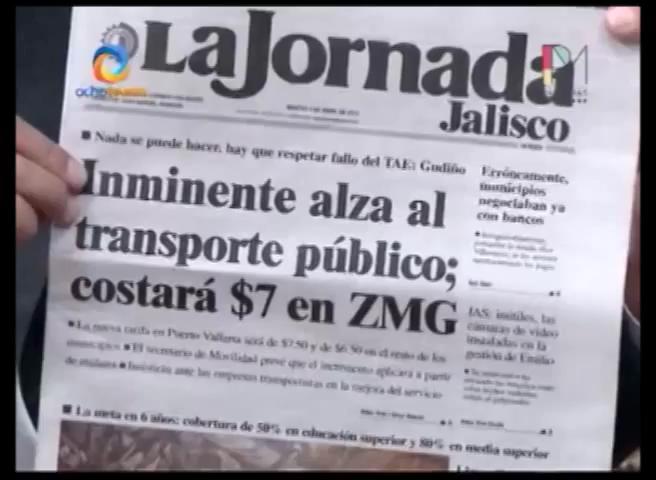 La Jornada
Jalisco
■ Nada se puede hacer, hay que respetar fallo del TAE: Gudiño
Inminente alza al
transporte público;
costará $7 en ZMG
■ La nueva tarifa en Puerto Vallarta será de $7.50 y de $6.50 en el resto de los
municipios ■ El secretario de Movilidad prevé que el incremento aplicará a partir
de mañana ■ Insistiría ante las empresas transportistas en la mejora del servicio
Erróneamente,
municipios
negociaban ya
con bancos
IAS: inútiles, las
cámaras de video
instaladas en la
gestión de Emilio
■ La meta en 6 años: cobertura de 50% en educación superior y 80% en media superior